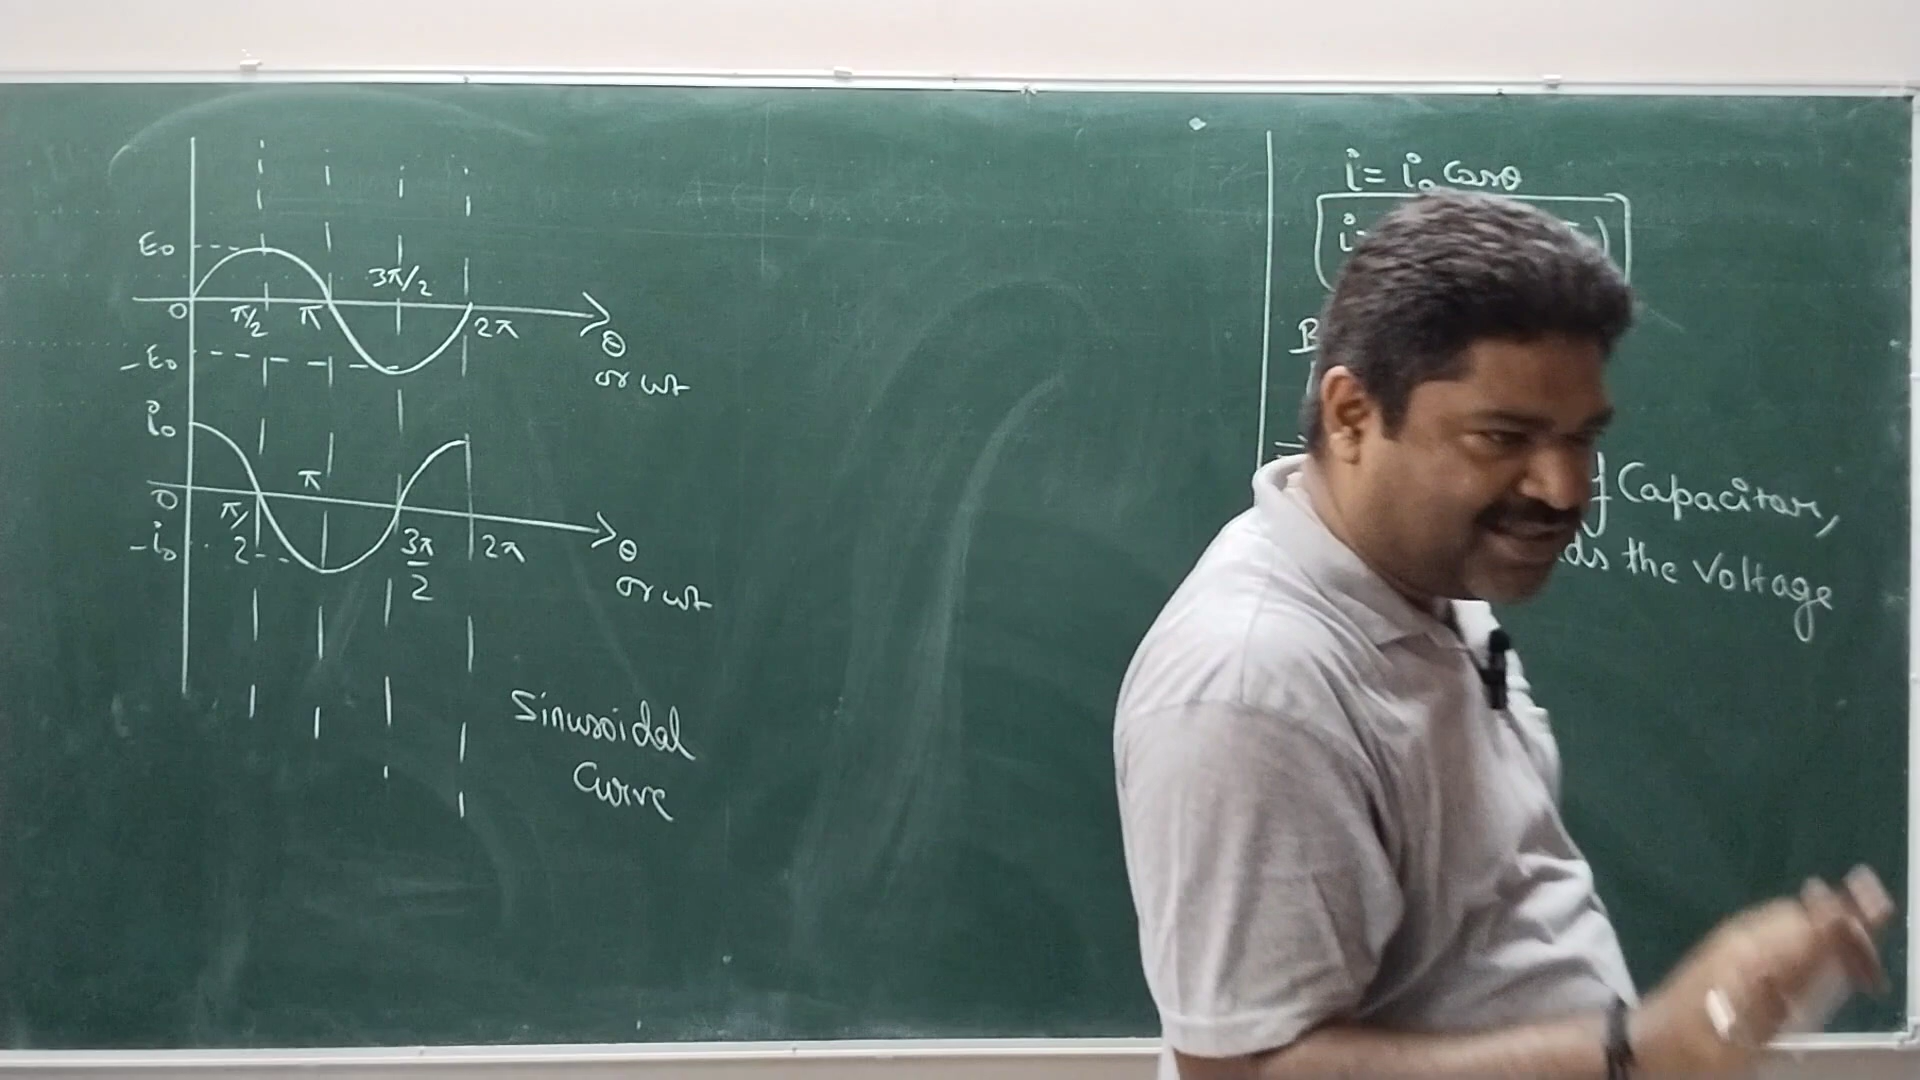 E₀
3π/2
0
π/2
π
2π
-E₀
θ
or ωt
i₀
π
0
π/2
3π/2
2π
-i₀
θ
or ωt
Sinusoidal
Curve
i = i₀ cosθ
i
B
of Capacitor,
the Voltage